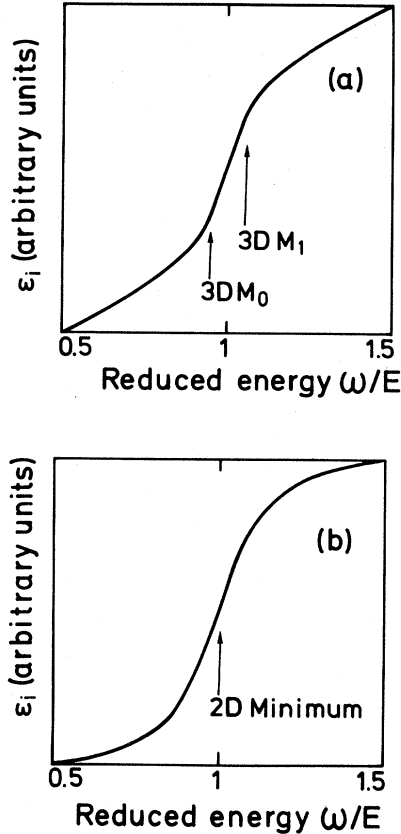 (a)
εᵢ (arbitrary units)
3D M₁
3D M₀
0.5 1 1.5
Reduced energy ω/E
(b)
εᵢ (arbitrary units)
2D Minimum
0.5 1 1.5
Reduced energy ω/E